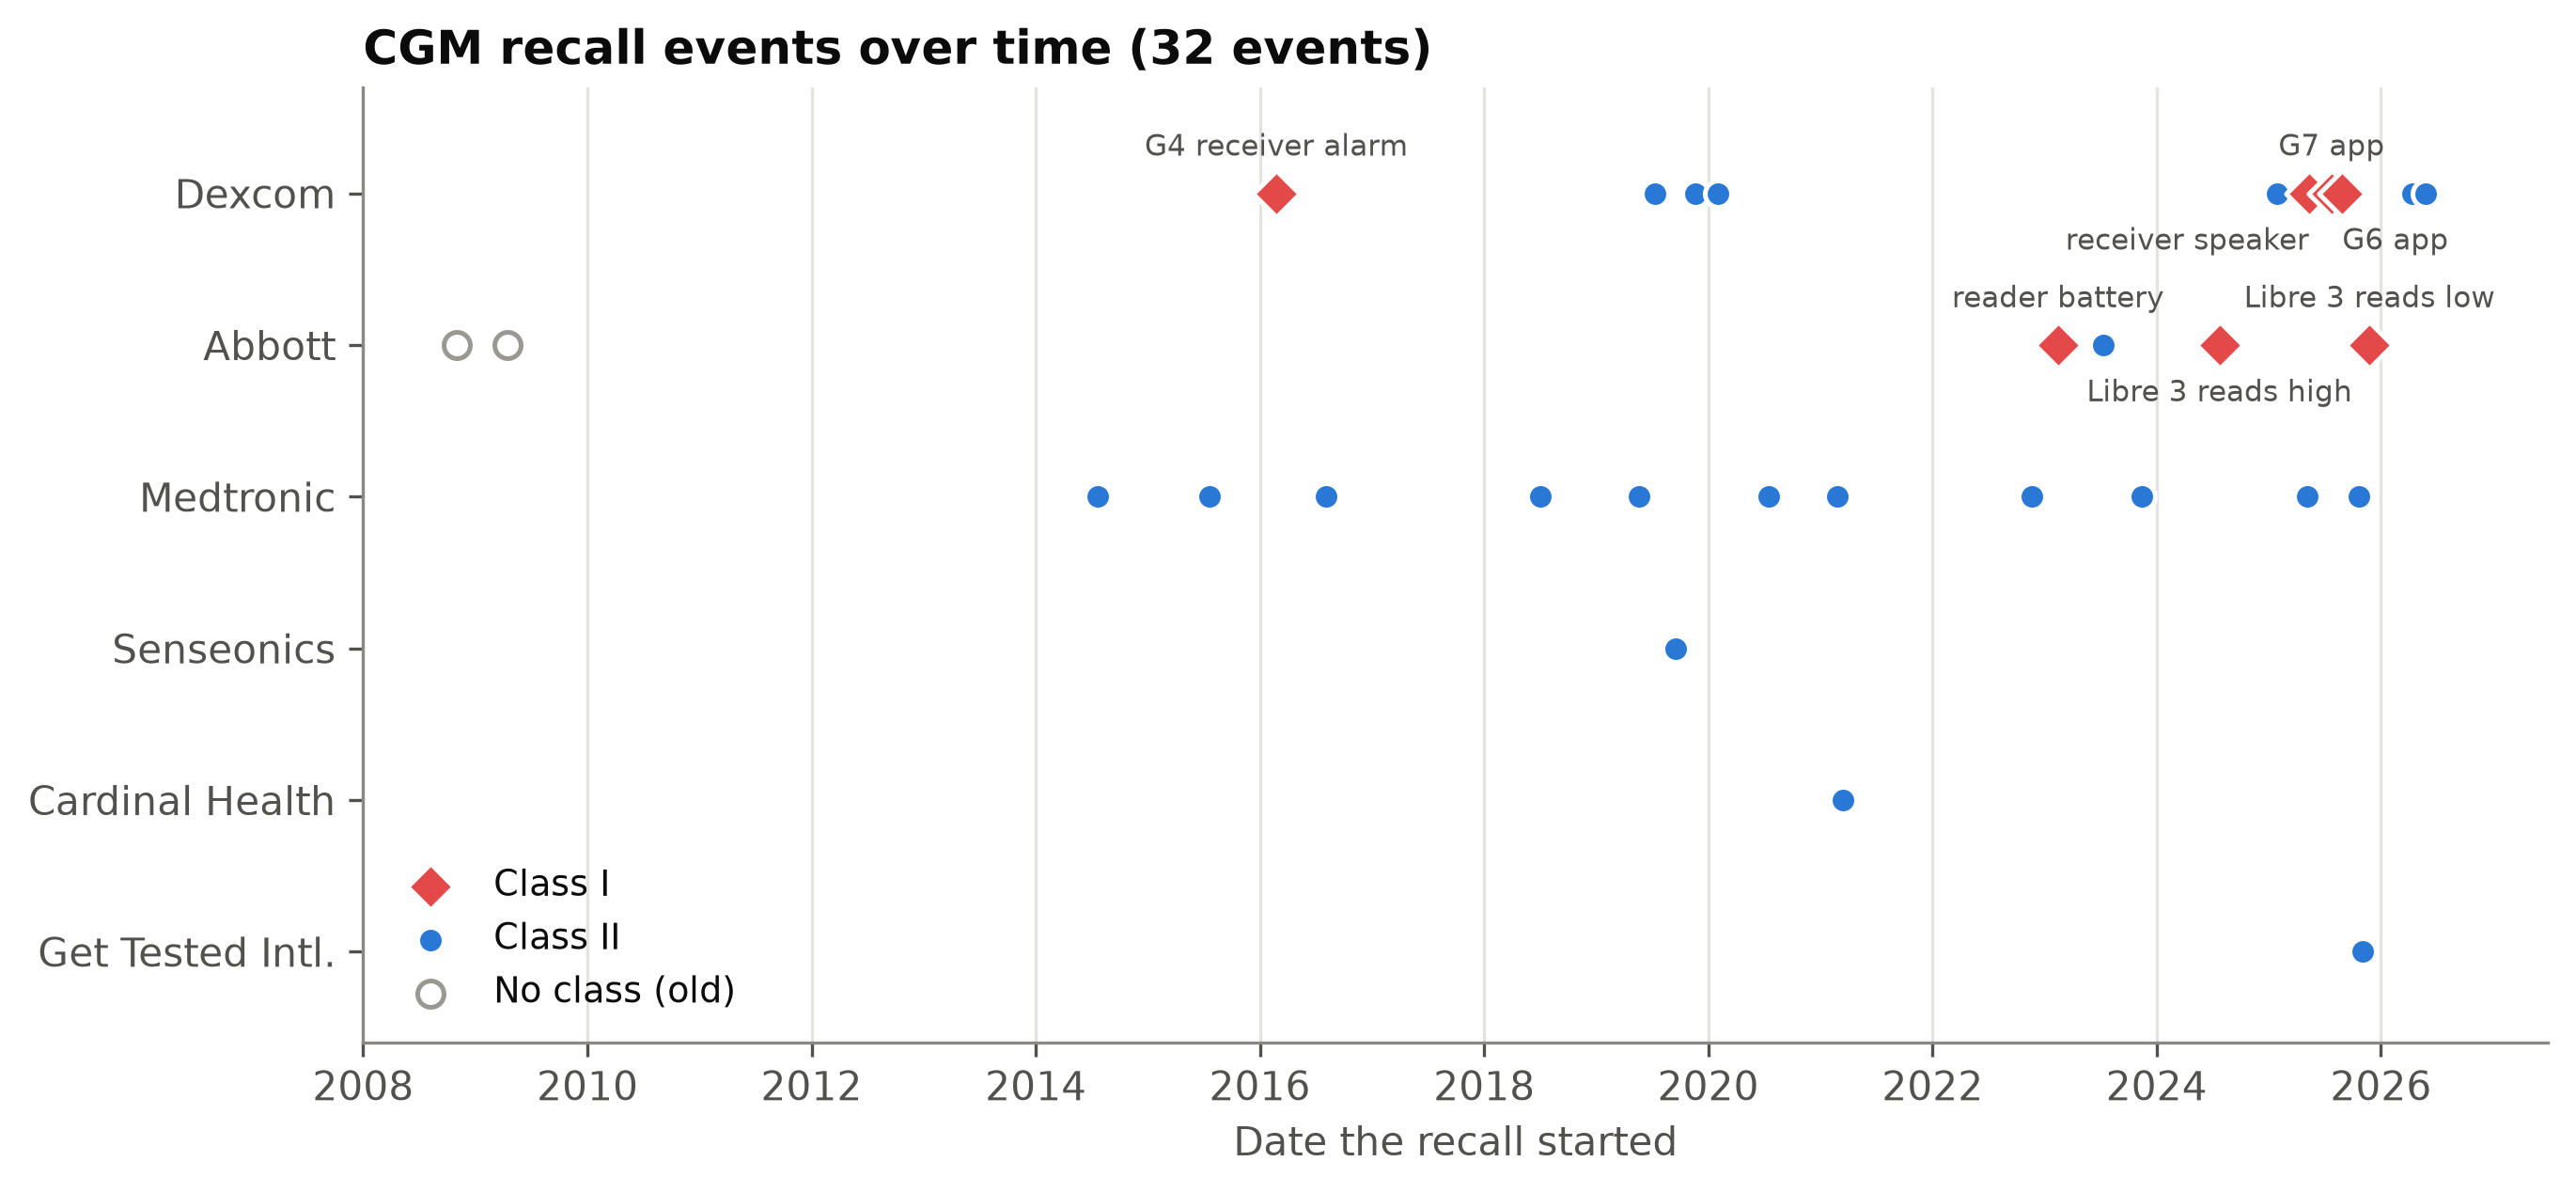 CGM recall events over time (32 events)
G4 receiver alarm
G7 app
Dexcom
receiver speaker
G6 app
reader battery
Libre 3 reads low
Abbott
Libre 3 reads high
Medtronic
Senseonics
Cardinal Health
Get Tested Intl.
Class I
Class II
No class (old)
2008 2010 2012 2014 2016 2018 2020 2022 2024 2026
Date the recall started